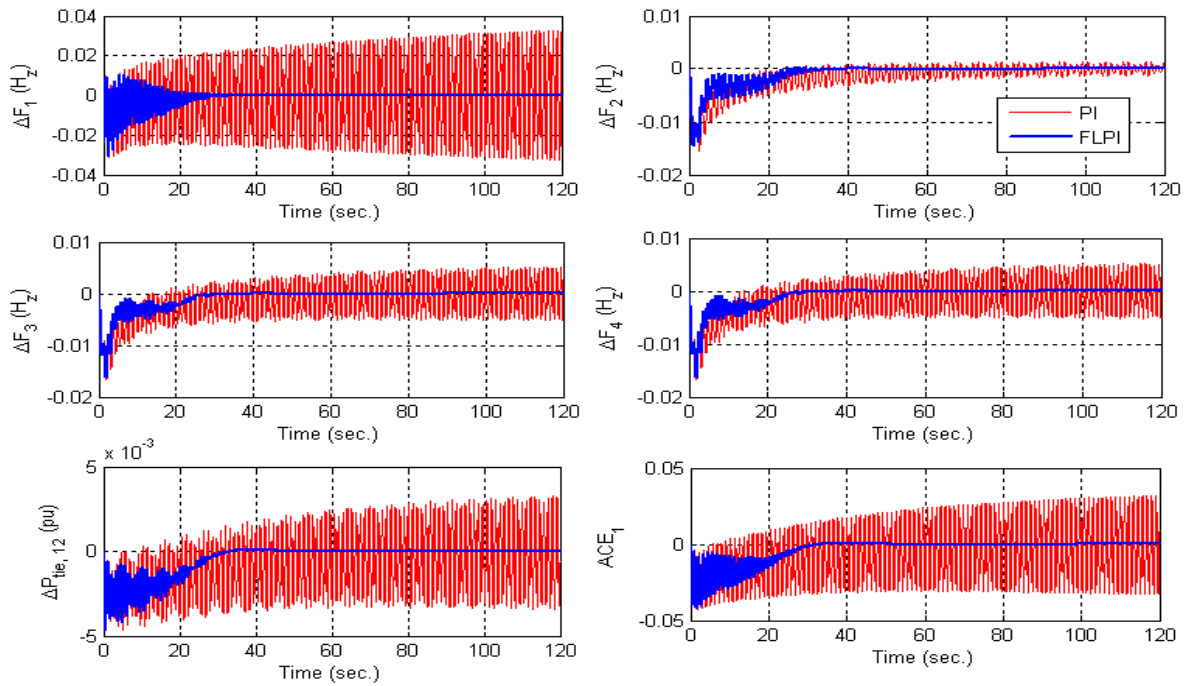 0.04
0.02
0
-0.02
-0.04
ΔF1 (Hz)
0 20 40 60 80 100 120
Time (sec.)
0.01
0
-0.01
-0.02
ΔF2 (Hz)
PI
FLPI
0 20 40 60 80 100 120
Time (sec.)
0.01
0
-0.01
-0.02
ΔF3 (Hz)
0 20 40 60 80 100 120
Time (sec.)
0.01
0
-0.01
-0.02
ΔF4 (Hz)
0 20 40 60 80 100 120
Time (sec.)
x 10-3
5
0
-5
ΔPtie, 12 (pu)
0 20 40 60 80 100 120
Time (sec.)
0.05
0
-0.05
ACE1
0 20 40 60 80 100 120
Time (sec.)